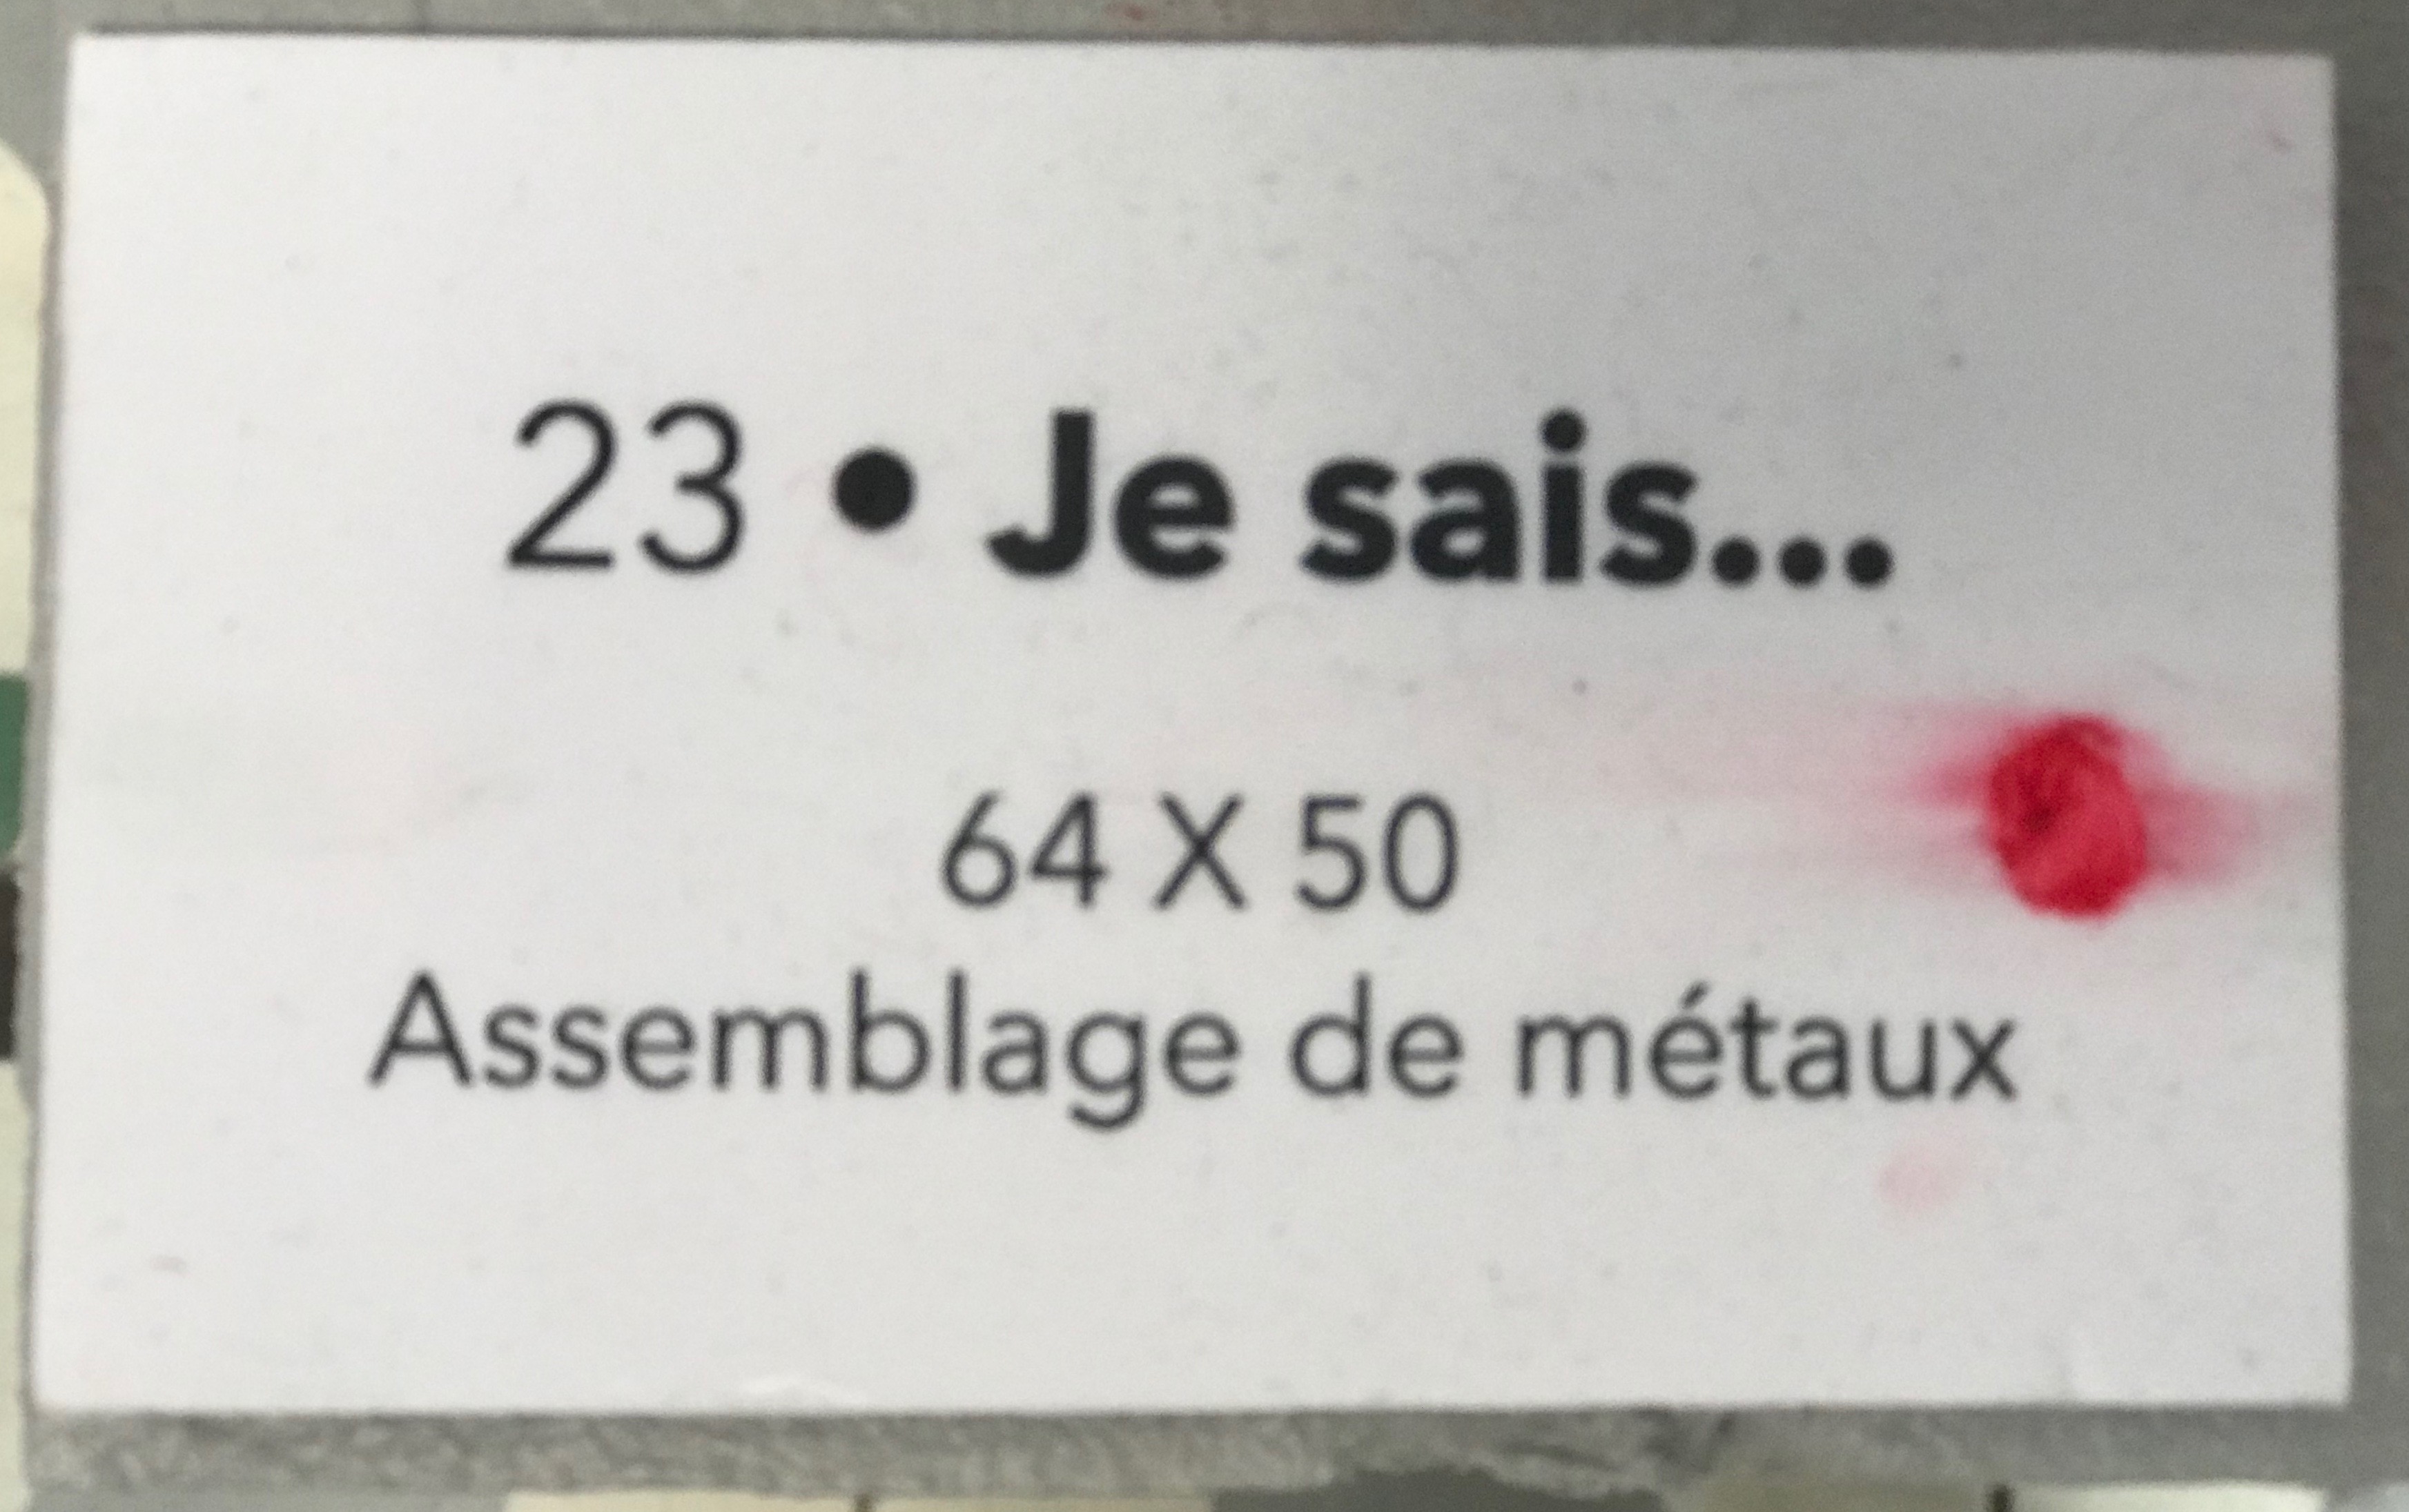 23 • Je sais...
64 X 50
Assemblage de métaux